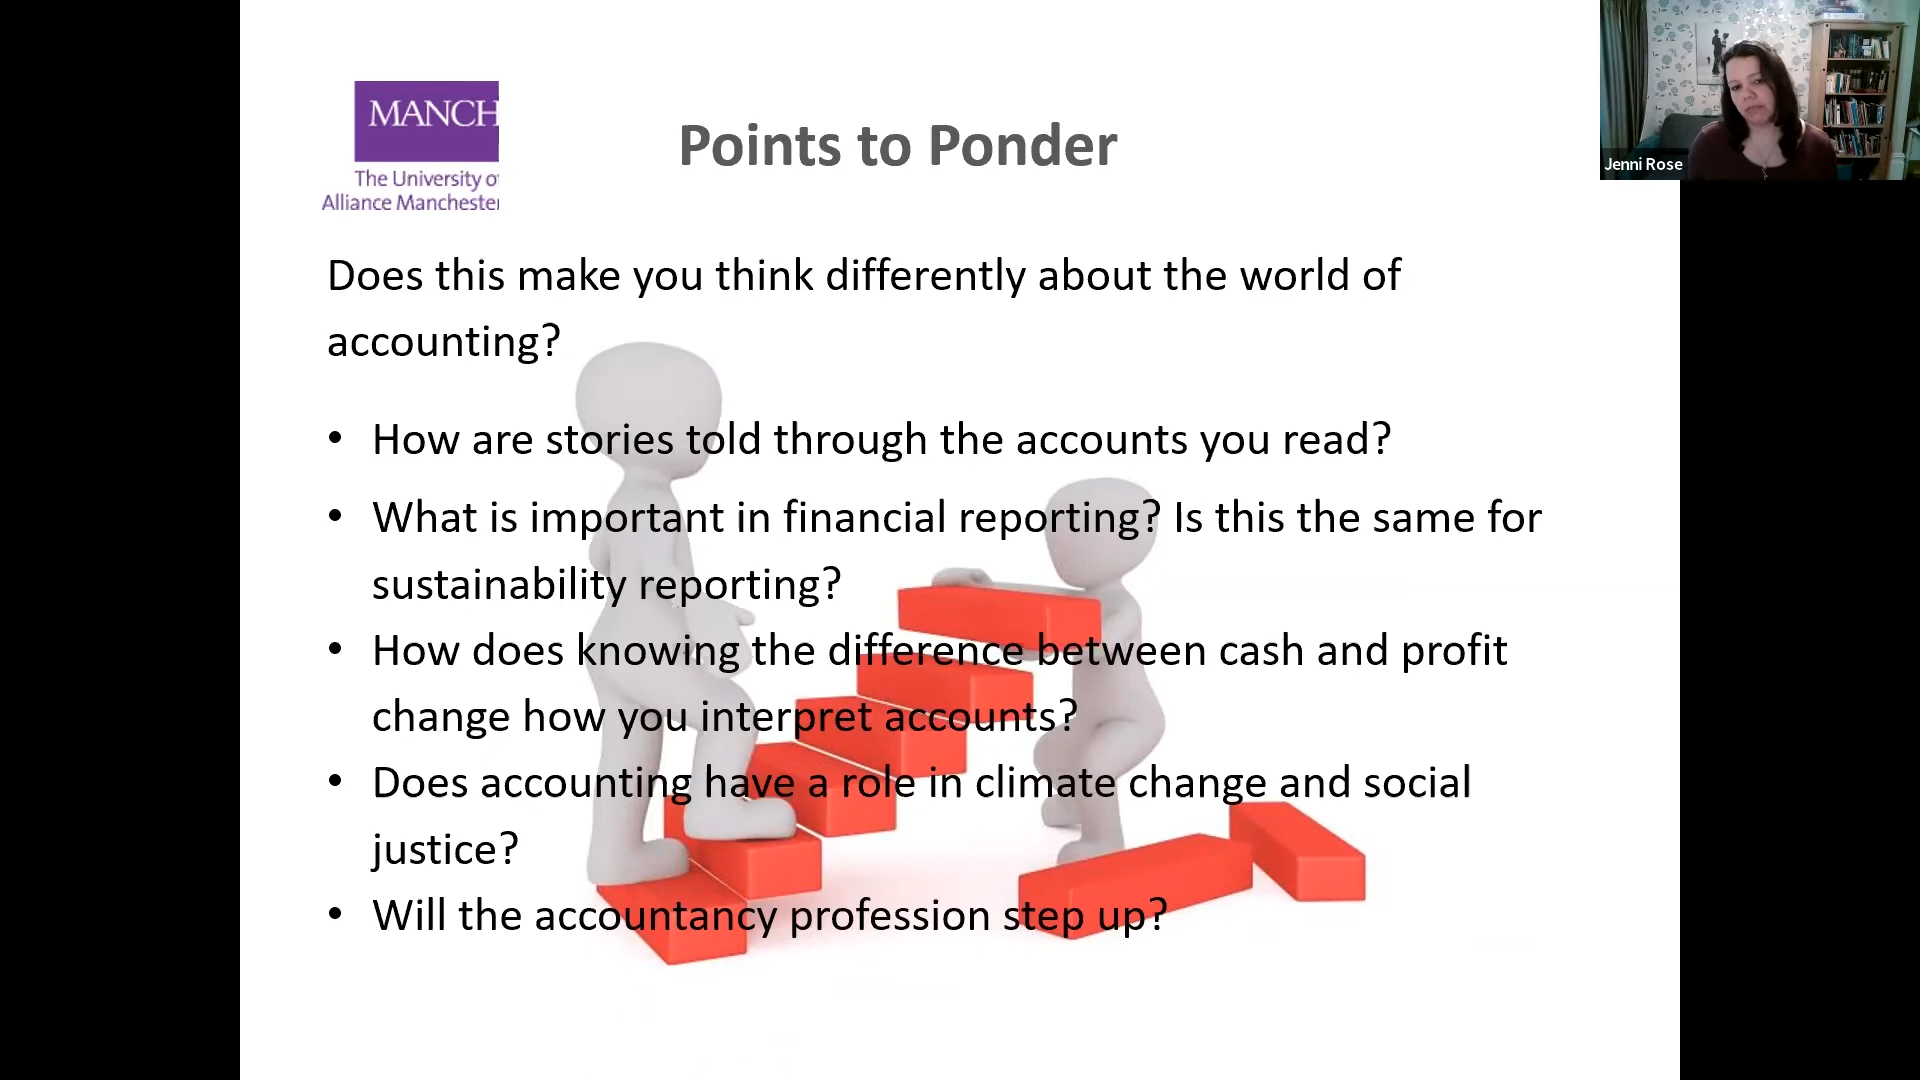 MANCH
The University of
Alliance Manchester
Points to Ponder
Jenni Rose
Does this make you think differently about the world of
accounting?
• How are stories told through the accounts you read?
• What is important in financial reporting? Is this the same for
sustainability reporting?
• How does knowing the difference between cash and profit
change how you interpret accounts?
• Does accounting have a role in climate change and social
justice?
• Will the accountancy profession step up?